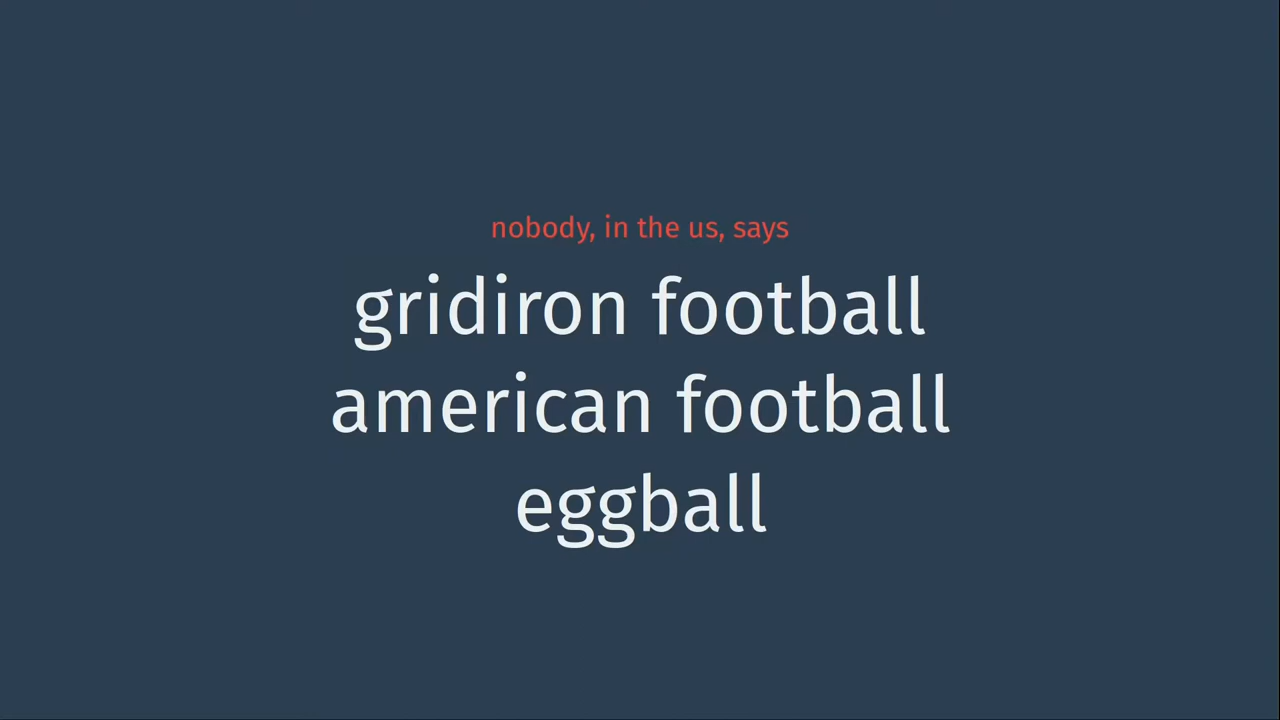 nobody, in the us, says
gridiron football
american football
eggball